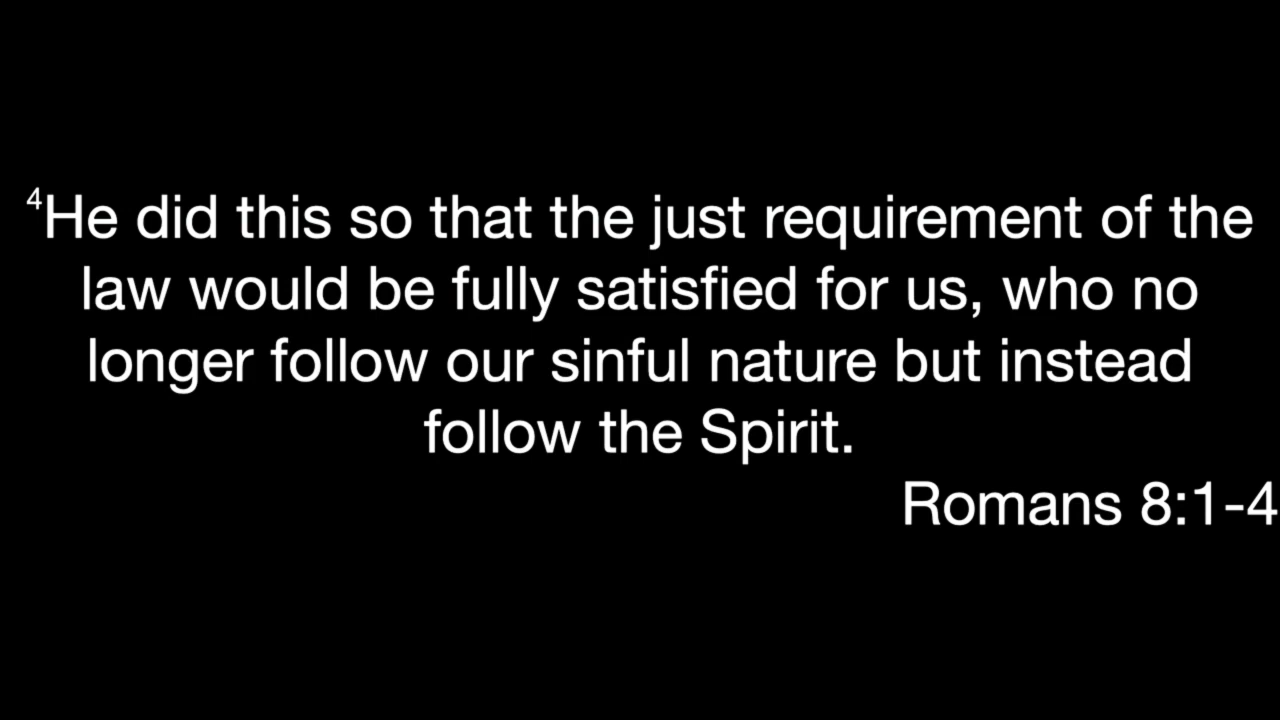 ⁴He did this so that the just requirement of the
law would be fully satisfied for us, who no
longer follow our sinful nature but instead
follow the Spirit.
Romans 8:1-4